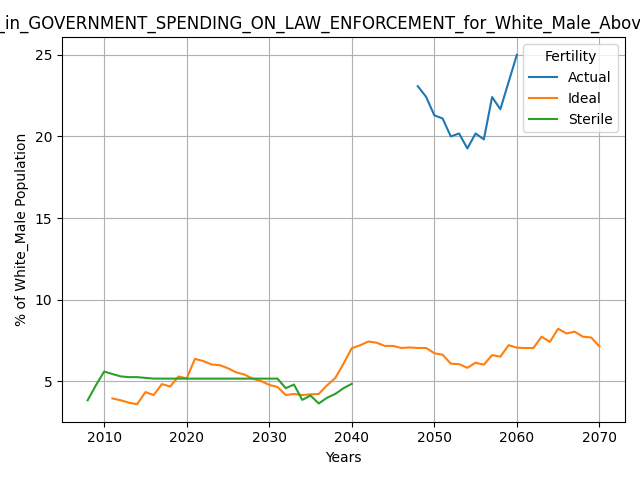 _in_GOVERNMENT_SPENDING_ON_LAW_ENFORCEMENT_for_White_Male_Abov
Fertility
Actual
Ideal
Sterile
% of White_Male Population
25
20
15
10
5
2010 2020 2030 2040 2050 2060 2070
Years